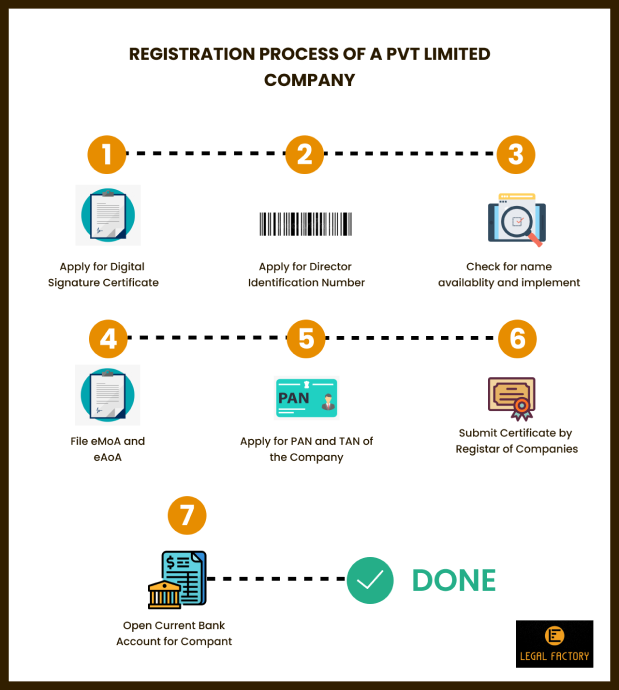 REGISTRATION PROCESS OF A PVT LIMITED
COMPANY
1
2
3
Apply for Digital
Signature Certificate
Apply for Director
Identification Number
Check for name
availablity and implement
4
5
6
PAN
File eMoA and
eAoA
Apply for PAN and TAN of
the Company
Submit Certificate by
Registar of Companies
7
$
DONE
Open Current Bank
Account for Compant
LEGAL FACTORY